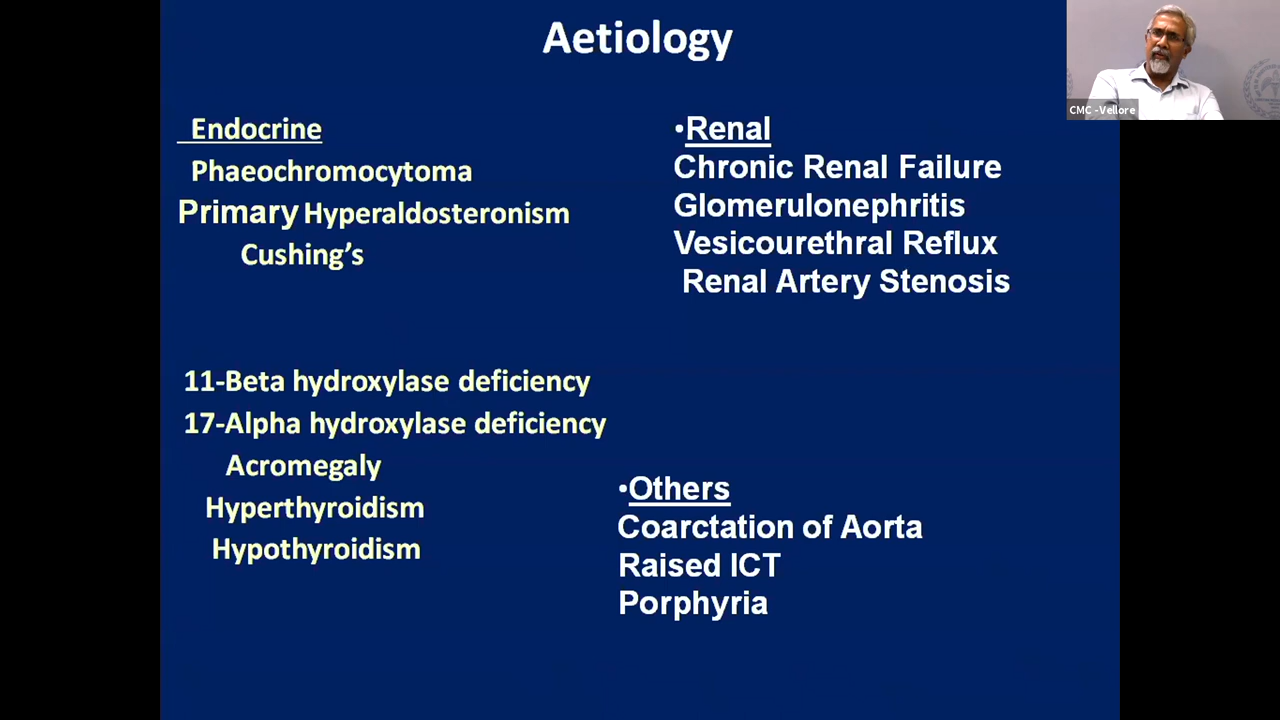 Aetiology
Endocrine
Phaeochromocytoma
Primary Hyperaldosteronism
Cushing's
11-Beta hydroxylase deficiency
17-Alpha hydroxylase deficiency
Acromegaly
Hyperthyroidism
Hypothyroidism
•Renal
Chronic Renal Failure
Glomerulonephritis
Vesicourethral Reflux
Renal Artery Stenosis
•Others
Coarctation of Aorta
Raised ICT
Porphyria
CMC -Vellore